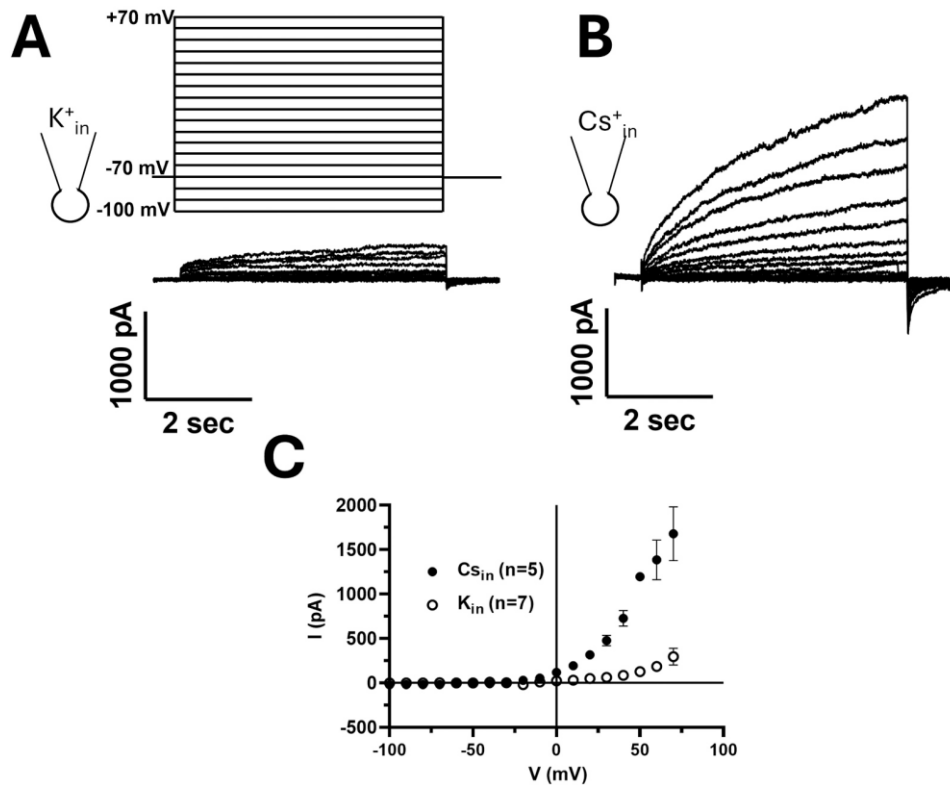 A
+70 mV
K+in
-70 mV
-100 mV
1000 pA
2 sec
B
Cs+in
1000 pA
2 sec
C
2000
1500
1000
500
0
-500
I (pA)
Csin (n=5)
Kin (n=7)
-100
-50
0
50
100
V (mV)